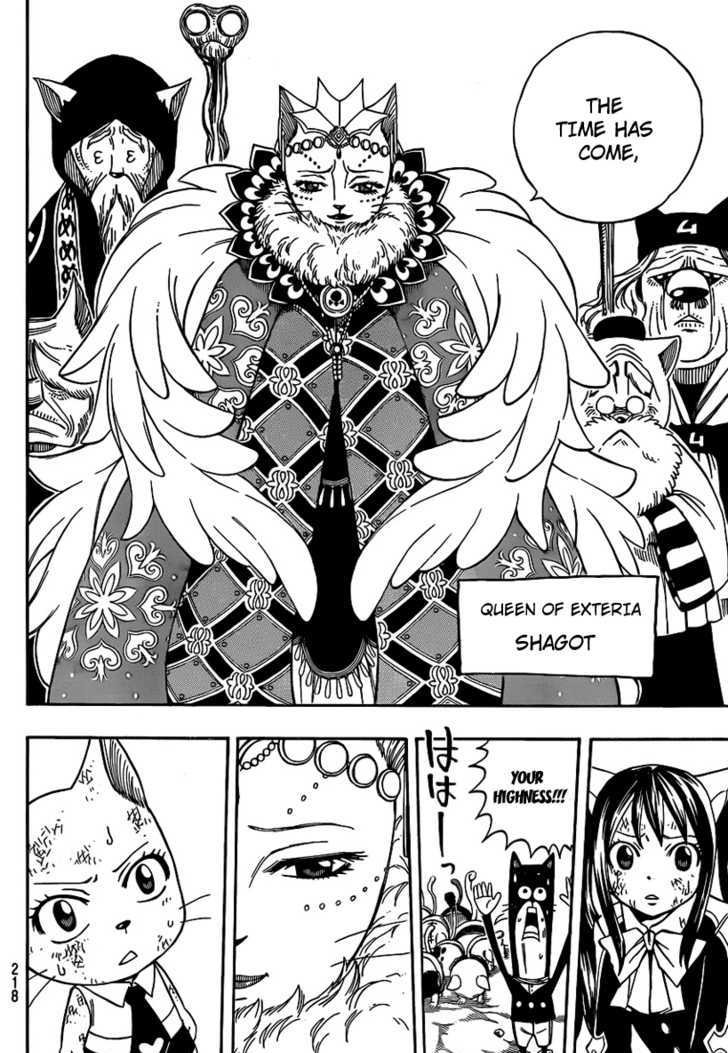 THE
TIME HAS
COME,
QUEEN OF EXTERIA
SHAGOT
YOUR
HIGHNESS!!!
ははーっ
218